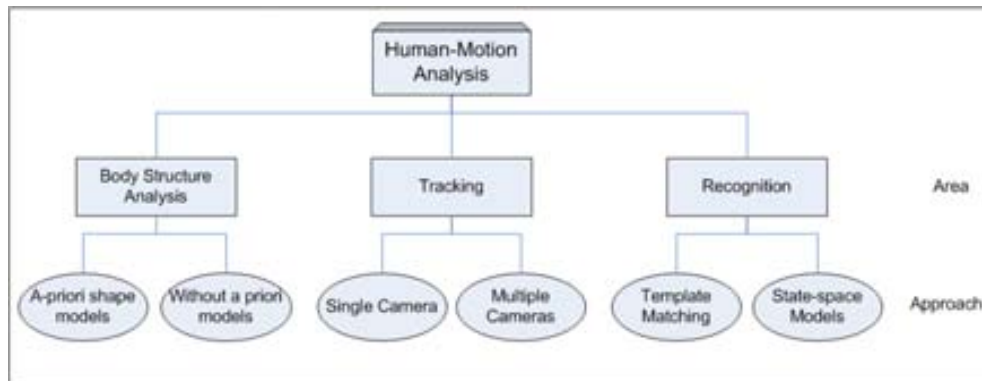 Human-Motion
Analysis
Body Structure
Analysis
Tracking
Recognition
Area
A-priori shape
models
Without a priori
models
Single Camera
Multiple
Cameras
Template
Matching
State-space
Models
Approach